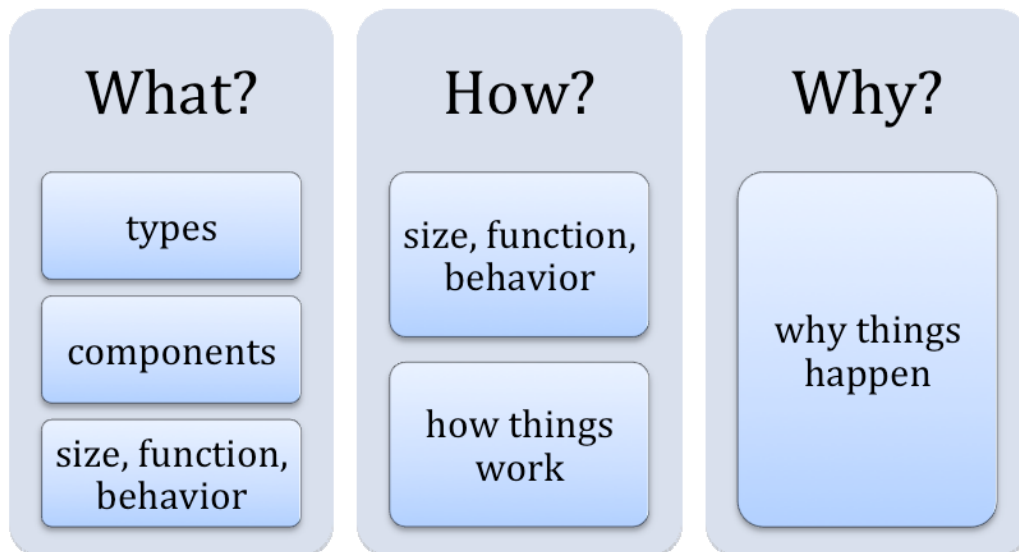 What?
types
components
size, function,
behavior
How?
size, function,
behavior
how things
work
Why?
why things
happen